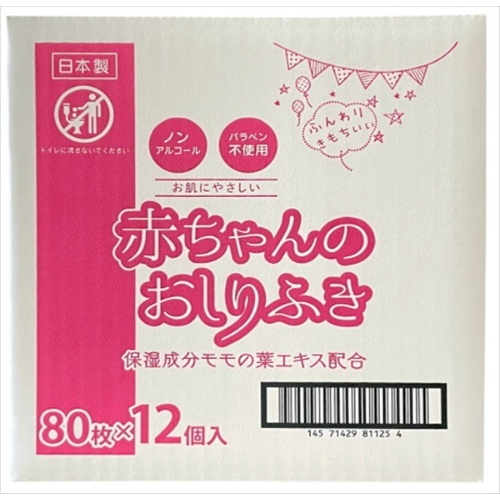 日本製
トイレに流さないでください
ノン
アルコール
パラベン
不使用
ふんわり
きもちいい
お肌にやさしい
赤ちゃんの
おしりふき
保湿成分モモの葉エキス配合
80枚×12個入
145 71429 81125 4